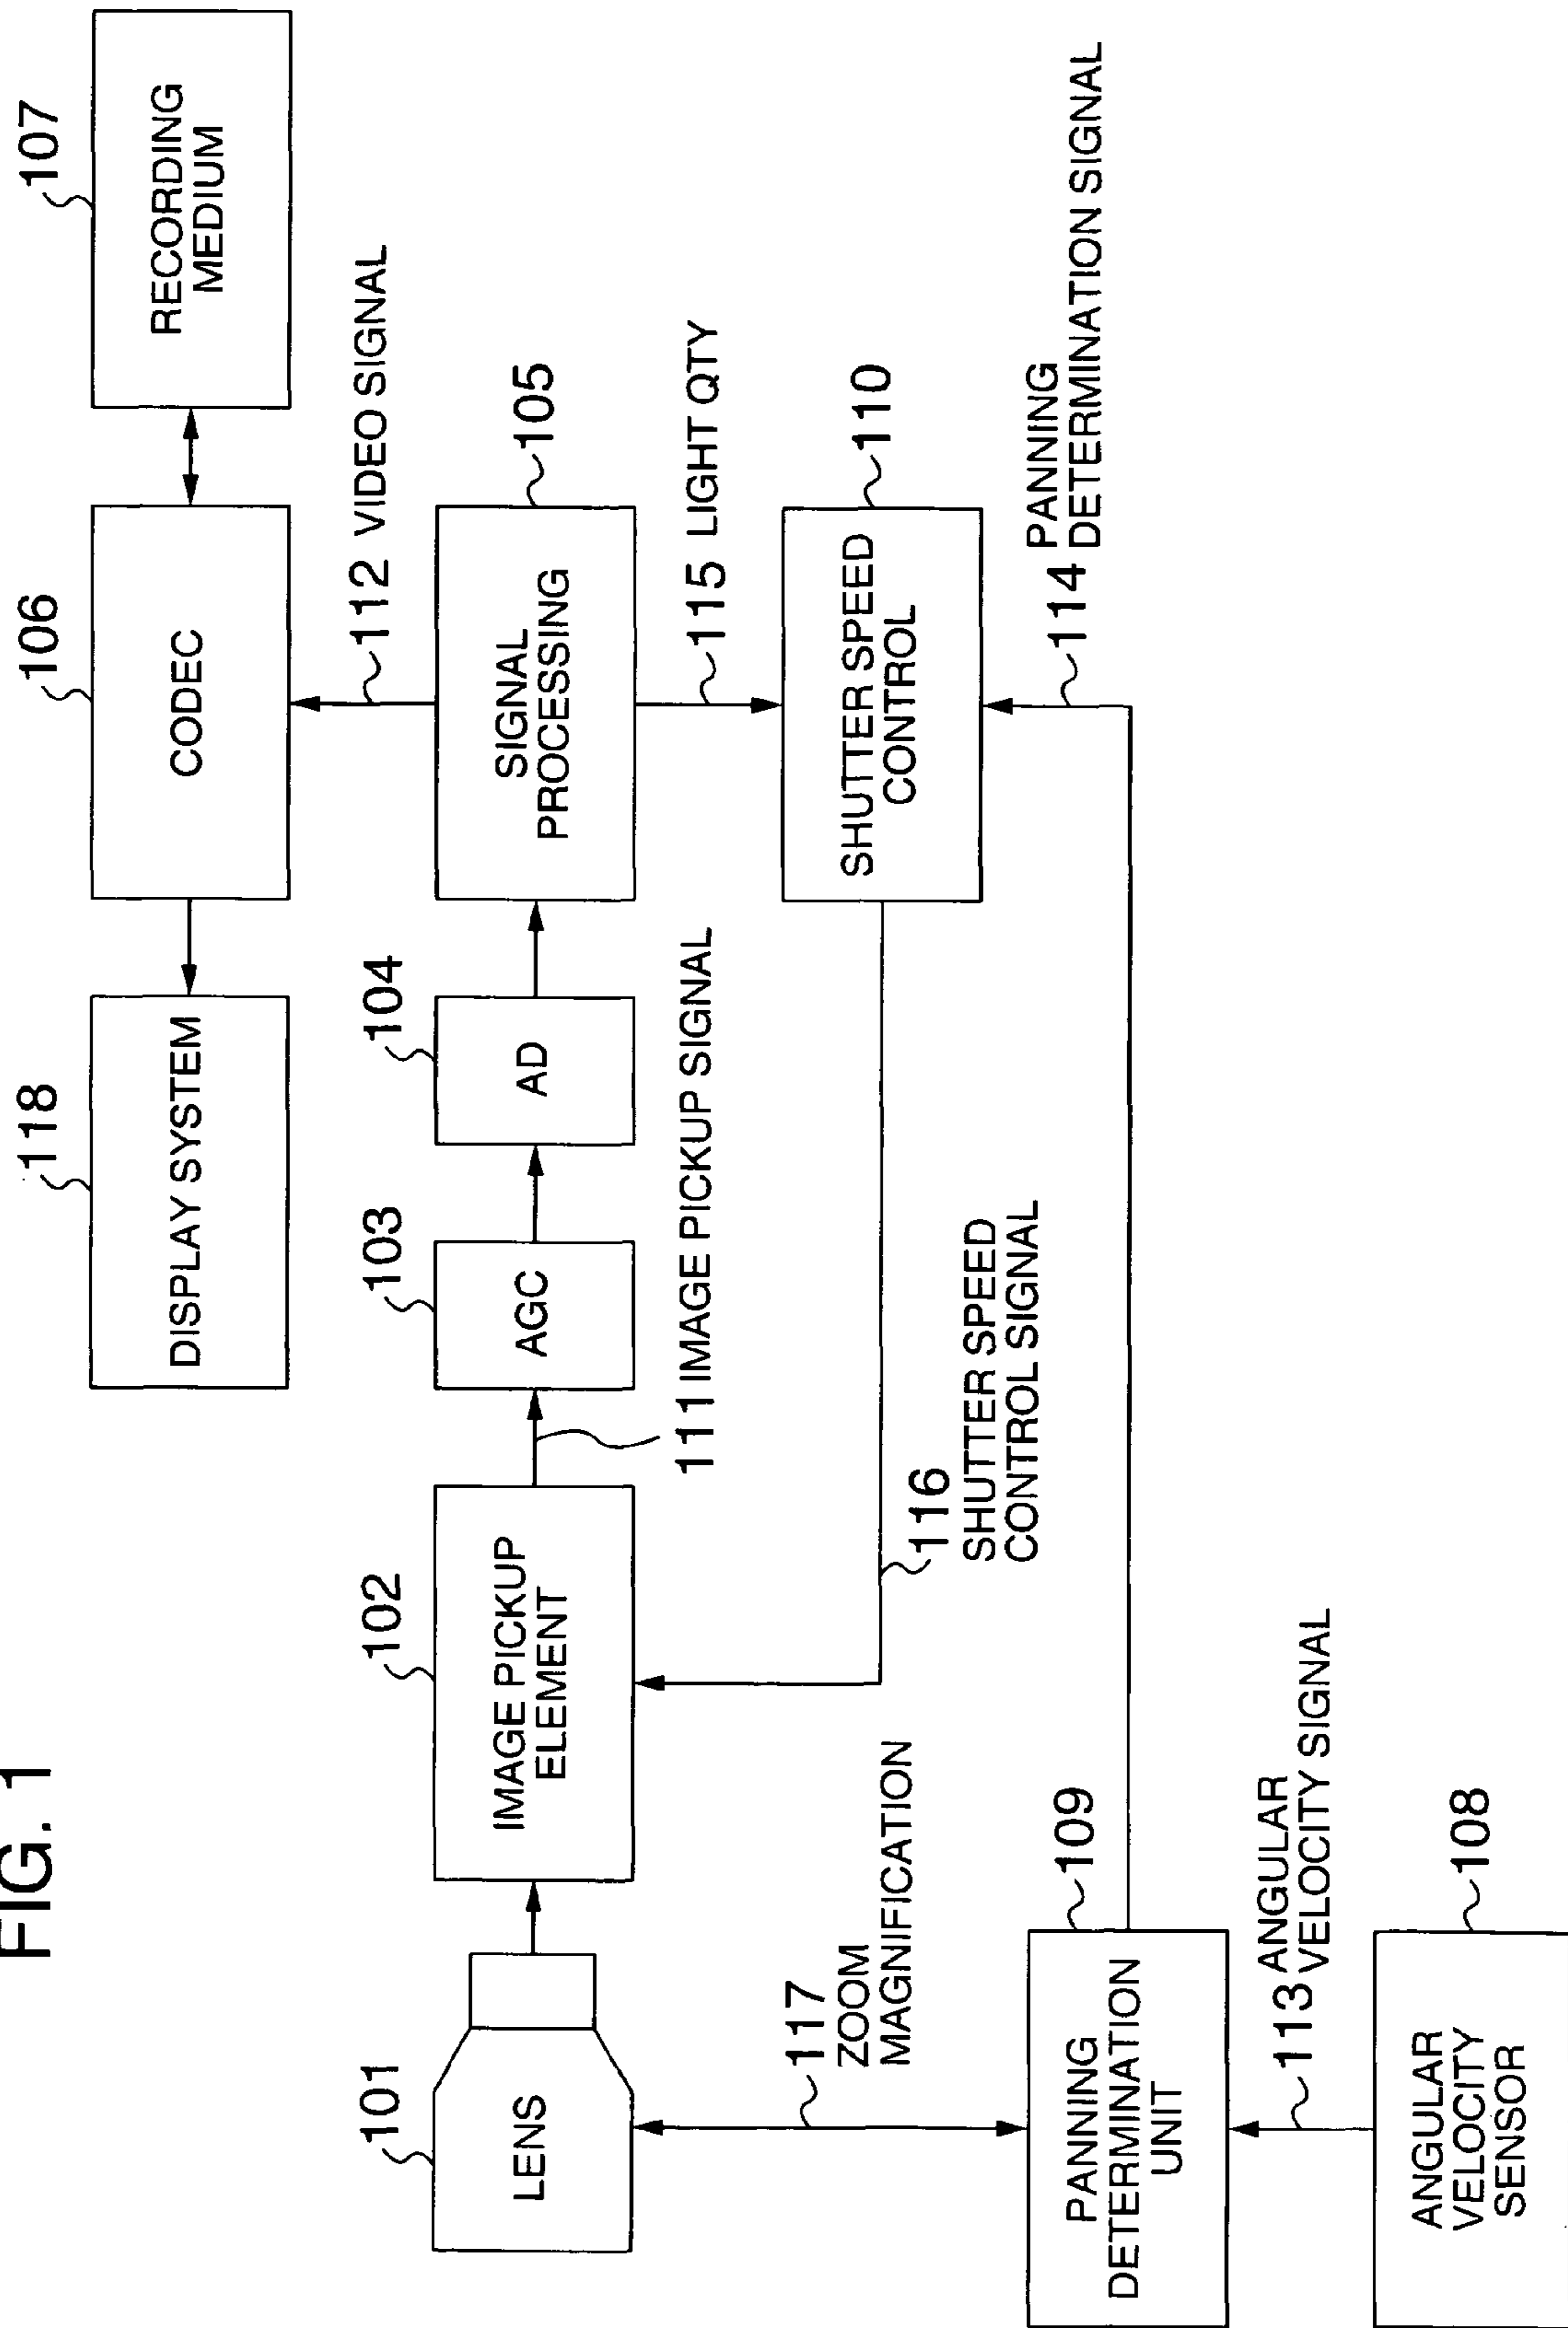 FIG. 1
118
DISPLAY SYSTEM
106
CODEC
107
RECORDING
MEDIUM
112 VIDEO SIGNAL
101
LENS
102
IMAGE PICKUP
ELEMENT
103
AGC
104
AD
SIGNAL
PROCESSING
105
111 IMAGE PICKUP SIGNAL
115 LIGHT QTY
117
ZOOM
MAGNIFICATION
116
SHUTTER SPEED
CONTROL SIGNAL
SHUTTER SPEED
CONTROL
110
PANNING
DETERMINATION
UNIT
109
114 PANNING
DETERMINATION SIGNAL
113 ANGULAR
VELOCITY SIGNAL
ANGULAR
VELOCITY
SENSOR
108